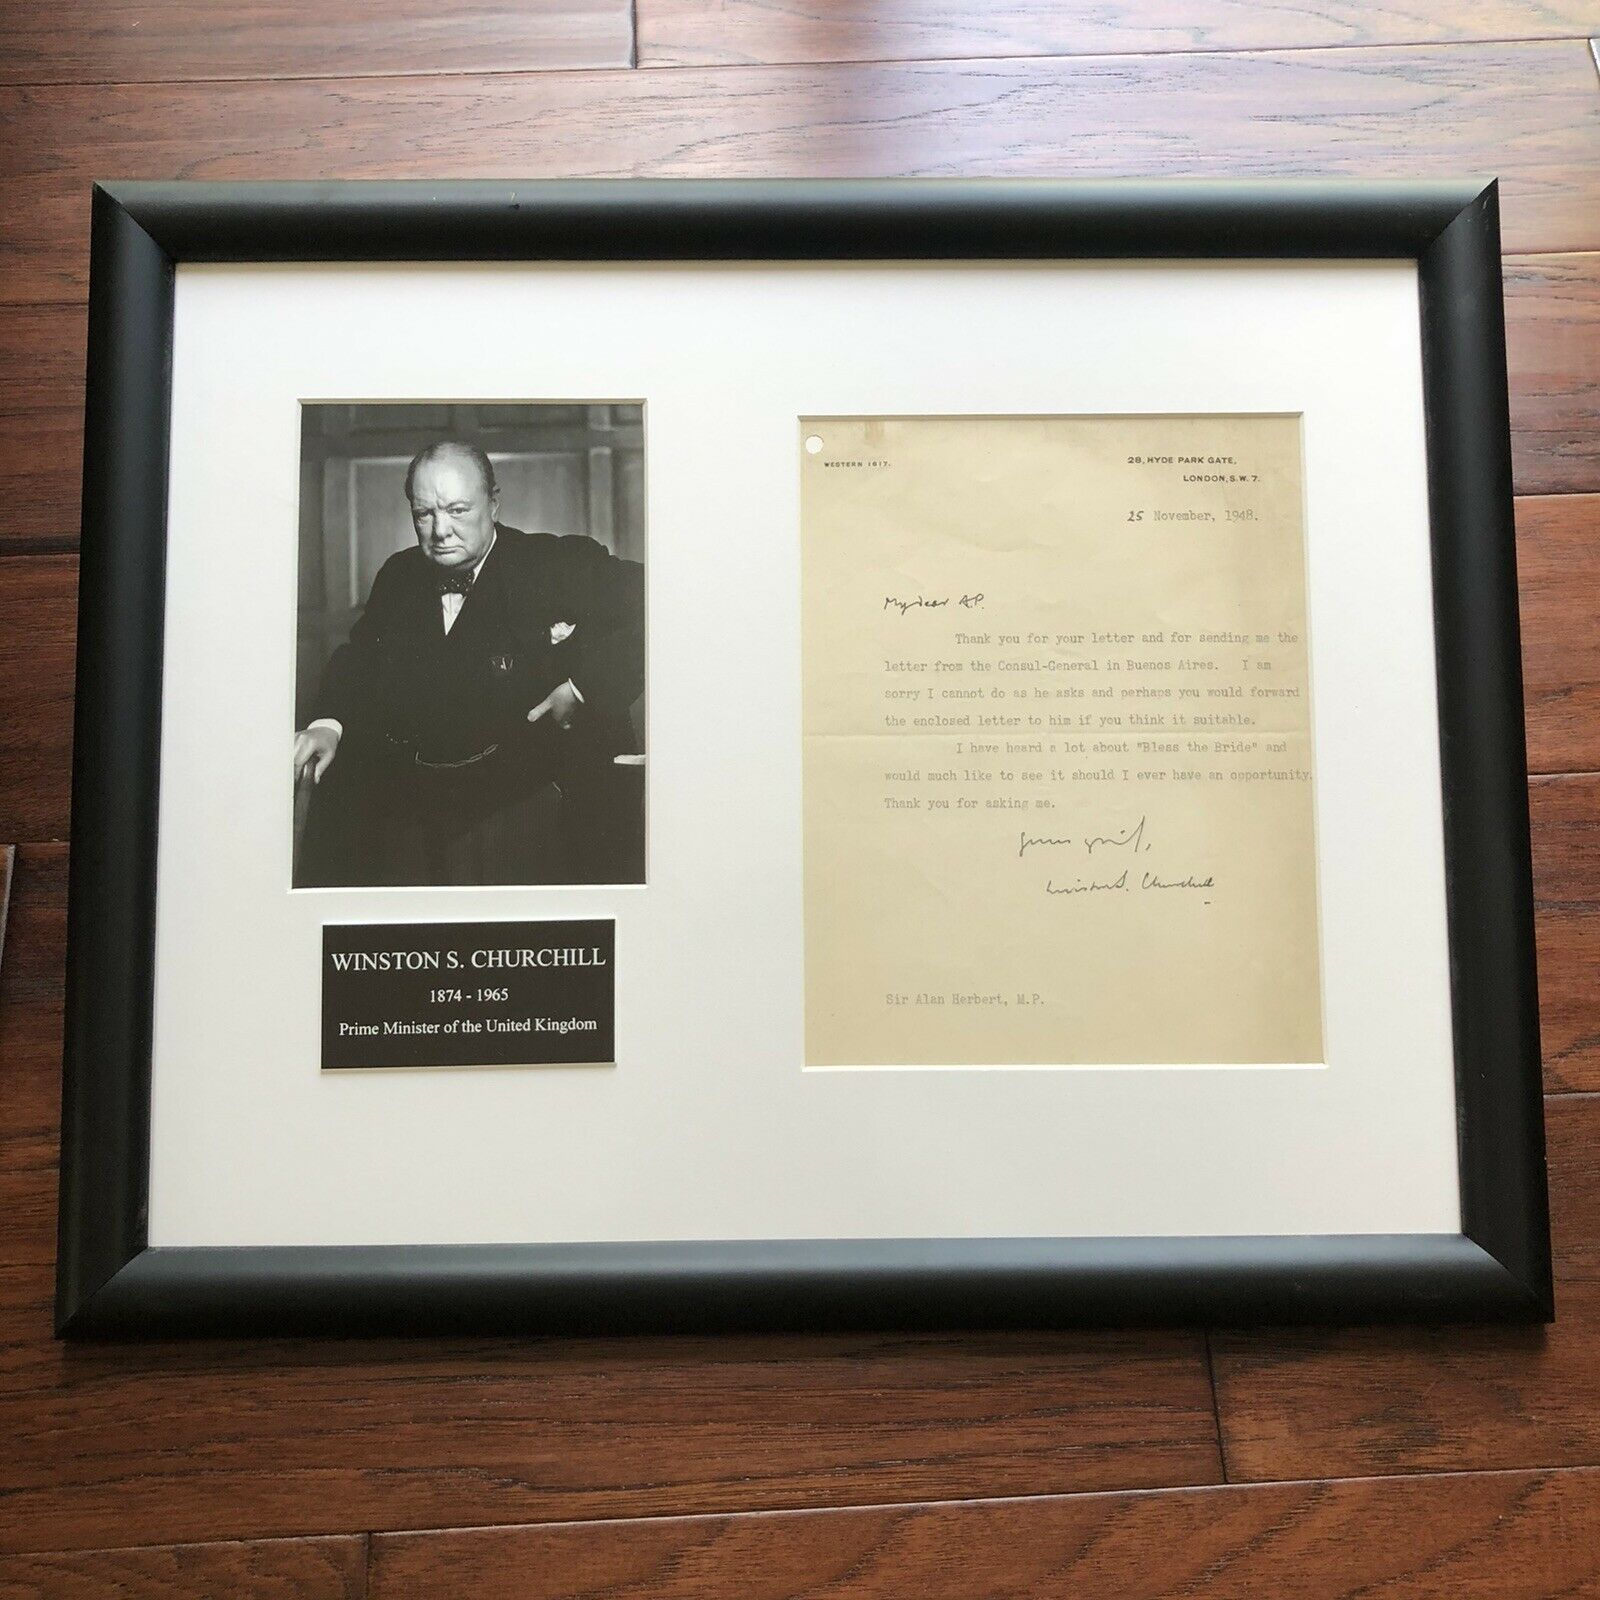 WINSTON S. CHURCHILL
1874 - 1965
Prime Minister of the United Kingdom
WESTERN 1617.
28, HYDE PARK GATE,
LONDON, S.W. 7.
25 November, 1948.
My dear A.P.
Thank you for your letter and for sending me the
letter from the Consul-General in Buenos Aires. I am
sorry I cannot do as he asks and perhaps you would forward
the enclosed letter to him if you think it suitable.
I have heard a lot about "Bless the Bride" and
would much like to see it should I ever have an opportunity.
Thank you for asking me.
Winston S. Churchill
Sir Alan Herbert, M.P.